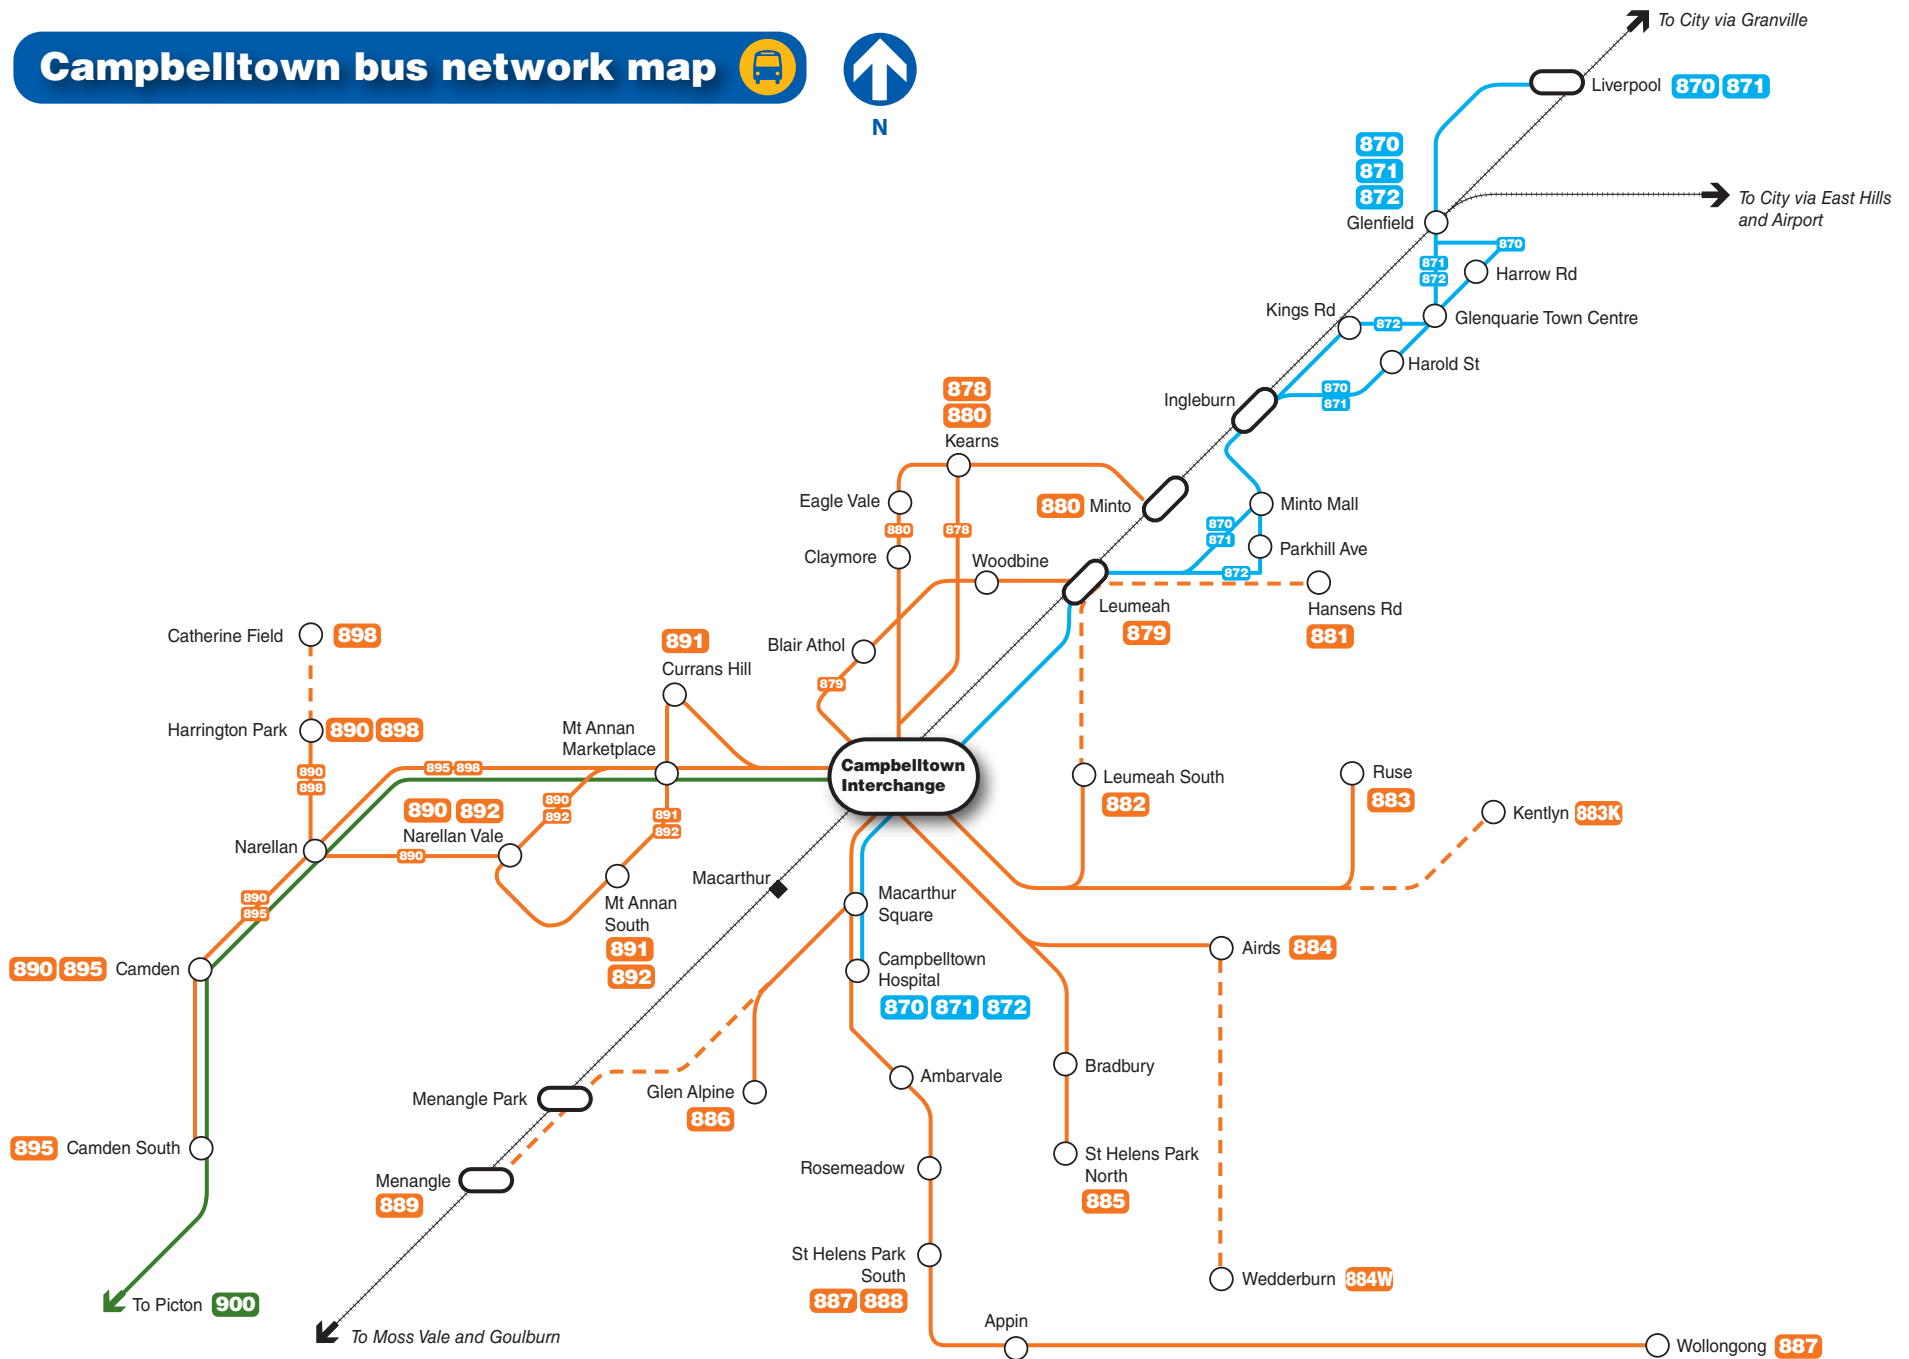 Campbelltown bus network map
N
To City via Granville
Liverpool 870 871
870
871
872
Glenfield
To City via East Hills
and Airport
870
871
872
Harrow Rd
Kings Rd
872
Glenquarie Town Centre
Harold St
870
871
Ingleburn
878
880
Kearns
Eagle Vale
880 Minto
Minto Mall
880
878
870
871
Claymore
Woodbine
Parkhill Ave
872
Leumeah
879
Hansens Rd
881
Catherine Field 898
891
Currans Hill
Blair Athol
879
Harrington Park 890 898
Mt Annan
Marketplace
895 898
890
898
Campbelltown
Interchange
Leumeah South
882
Ruse
883
Kentlyn 883K
890 892
Narellan Vale
890
892
891
892
Narellan
890
Macarthur
Macarthur
Square
890
895
Mt Annan
South
891
892
Airds 884
890 895 Camden
Campbelltown
Hospital
870 871 872
Bradbury
Ambarvale
Menangle Park
Glen Alpine
886
895 Camden South
St Helens Park
North
885
Rosemeadow
Menangle
889
St Helens Park
South
887 888
Wedderburn 884W
To Picton 900
To Moss Vale and Goulburn
Appin
Wollongong 887